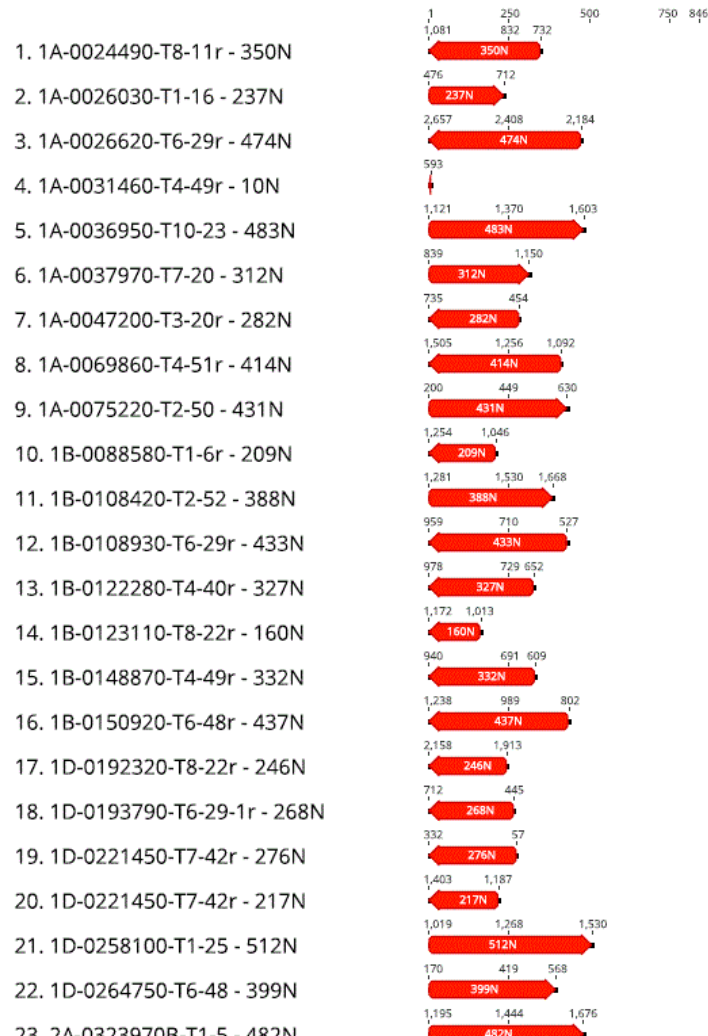 1 250 500 750 846
1,081 832 732
1. 1A-0024490-T8-11r - 350N 350N
476 712
2. 1A-0026030-T1-16 - 237N 237N
2,657 2,408 2,184
3. 1A-0026620-T6-29r - 474N 474N
593
4. 1A-0031460-T4-49r - 10N
1,121 1,370 1,603
5. 1A-0036950-T10-23 - 483N 483N
839 1,150
6. 1A-0037970-T7-20 - 312N 312N
735 454
7. 1A-0047200-T3-20r - 282N 282N
1,505 1,256 1,092
8. 1A-0069860-T4-51r - 414N 414N
200 449 630
9. 1A-0075220-T2-50 - 431N 431N
1,254 1,046
10. 1B-0088580-T1-6r - 209N 209N
1,281 1,530 1,668
11. 1B-0108420-T2-52 - 388N 388N
959 710 527
12. 1B-0108930-T6-29r - 433N 433N
978 729 652
13. 1B-0122280-T4-40r - 327N 327N
1,172 1,013
14. 1B-0123110-T8-22r - 160N 160N
940 691 609
15. 1B-0148870-T4-49r - 332N 332N
1,238 989 802
16. 1B-0150920-T6-48r - 437N 437N
2,158 1,913
17. 1D-0192320-T8-22r - 246N 246N
712 445
18. 1D-0193790-T6-29-1r - 268N 268N
332 57
19. 1D-0221450-T7-42r - 276N 276N
1,403 1,187
20. 1D-0221450-T7-42r - 217N 217N
1,019 1,268 1,530
21. 1D-0258100-T1-25 - 512N 512N
170 419 568
22. 1D-0264750-T6-48 - 399N 399N
1,195 1,444 1,676
23. 2A-0323970B-T1-5 - 482N 482N